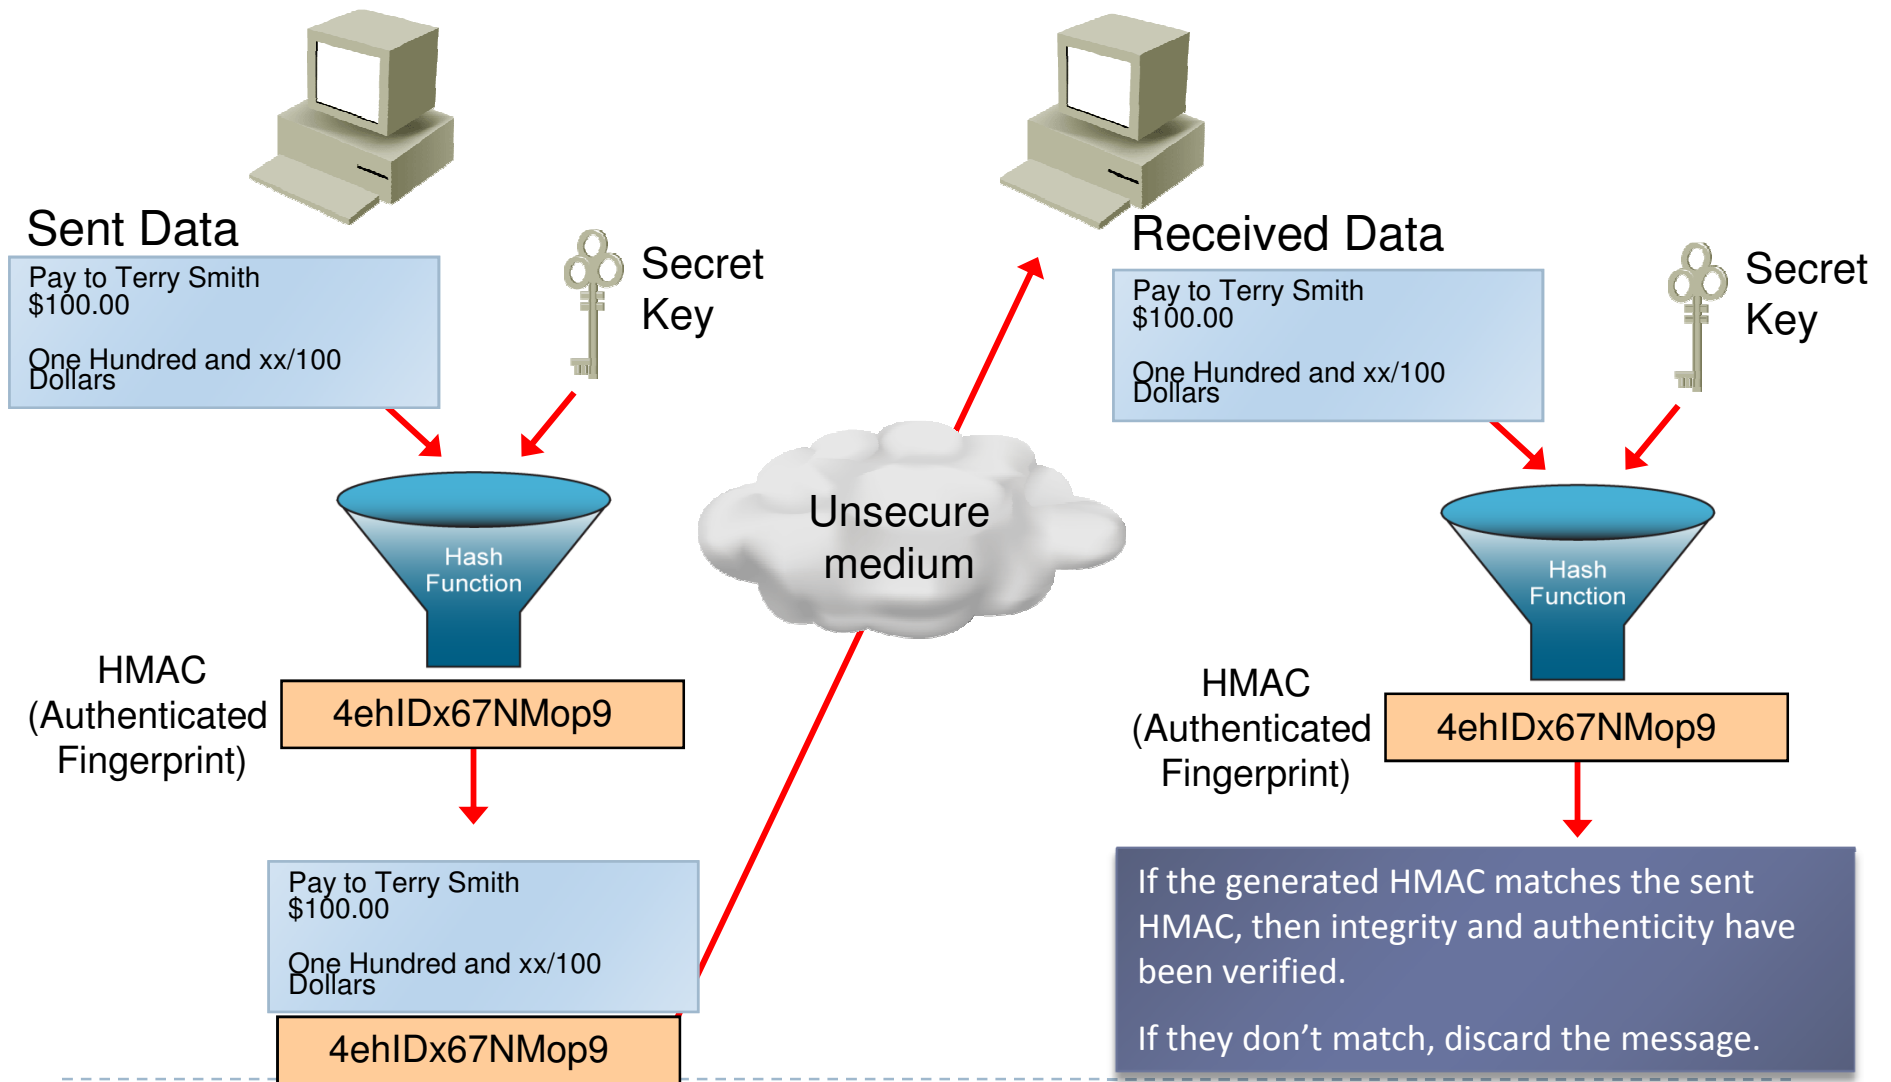 Sent Data
Pay to Terry Smith
$100.00
One Hundred and xx/100
Dollars
Secret
Key
Hash
Function
HMAC
(Authenticated
Fingerprint)
4ehIDx67NMop9
Pay to Terry Smith
$100.00
One Hundred and xx/100
Dollars
4ehIDx67NMop9
Unsecure
medium
Received Data
Pay to Terry Smith
$100.00
One Hundred and xx/100
Dollars
Secret
Key
Hash
Function
HMAC
(Authenticated
Fingerprint)
4ehIDx67NMop9
If the generated HMAC matches the sent
HMAC, then integrity and authenticity have
been verified.
If they don’t match, discard the message.